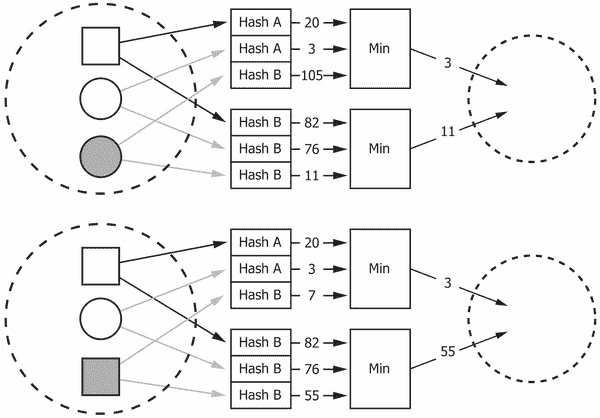 Hash A 20
Hash A 3
Hash B 105
Min
3
Hash B 82
Hash B 76
Hash B 11
Min
11
Hash A 20
Hash A 3
Hash B 7
Min
3
Hash B 82
Hash B 76
Hash B 55
Min
55